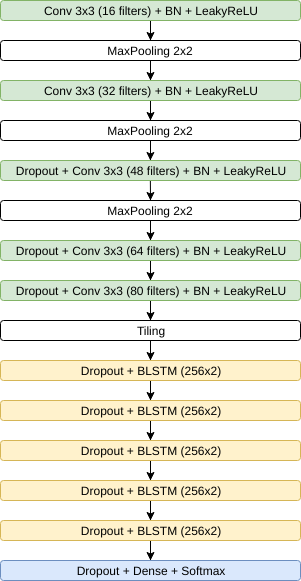 Conv 3x3 (16 filters) + BN + LeakyReLU
MaxPooling 2x2
Conv 3x3 (32 filters) + BN + LeakyReLU
MaxPooling 2x2
Dropout + Conv 3x3 (48 filters) + BN + LeakyReLU
MaxPooling 2x2
Dropout + Conv 3x3 (64 filters) + BN + LeakyReLU
Dropout + Conv 3x3 (80 filters) + BN + LeakyReLU
Tiling
Dropout + BLSTM (256x2)
Dropout + BLSTM (256x2)
Dropout + BLSTM (256x2)
Dropout + BLSTM (256x2)
Dropout + BLSTM (256x2)
Dropout + Dense + Softmax